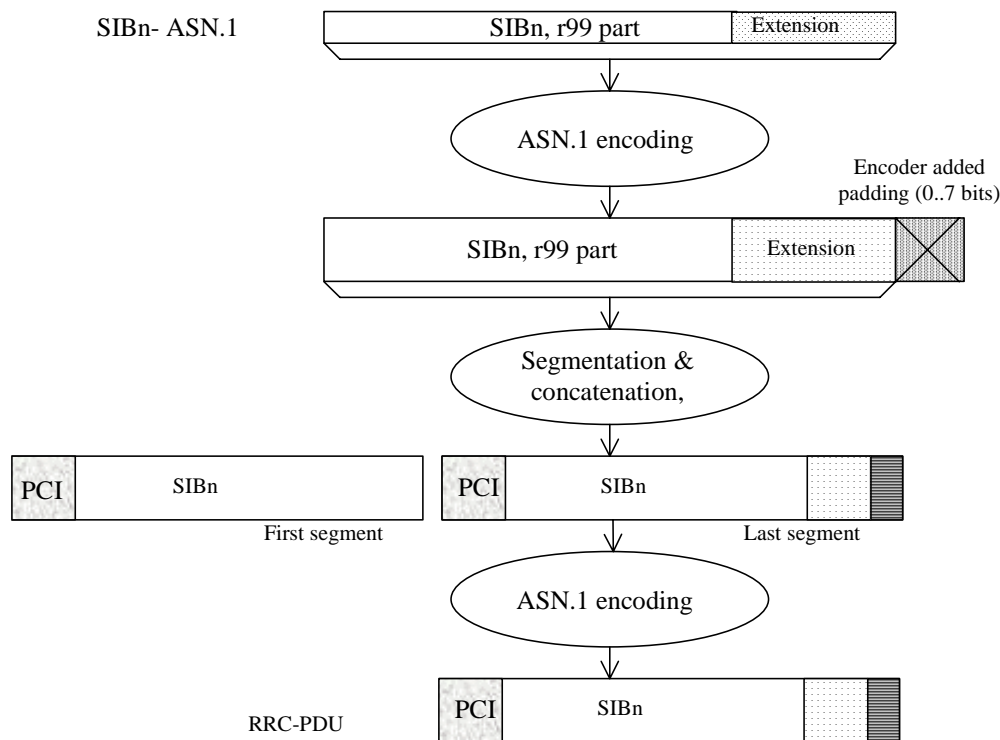 SIBn- ASN.1
SIBn, r99 part
Extension
ASN.1 encoding
Encoder added
padding (0..7 bits)
SIBn, r99 part
Extension
Segmentation &
concatenation,
PCI
SIBn
PCI
SIBn
First segment
Last segment
ASN.1 encoding
PCI
SIBn
RRC-PDU